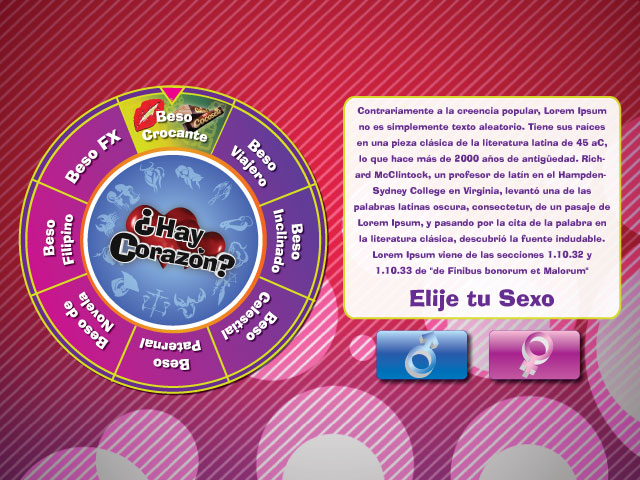 Beso
Crocante
Beso
Viajero
Beso
Inclinado
Beso
Celestial
Beso
Paternal
Beso de
Novela
Beso
Filipino
Beso FX
¿Hay
Corazón?
Contrariamente a la creencia popular, Lorem Ipsum
no es simplemente texto aleatorio. Tiene sus raíces
en una pieza clásica de la literatura latina de 45 aC,
lo que hace más de 2000 años de antigüedad. Rich-
ard McClintock, un profesor de latín en el Hampden-
Sydney College en Virginia, levantó una de las
palabras latinas oscura, consectetur, de un pasaje de
Lorem Ipsum, y pasando por la cita de la palabra en
la literatura clásica, descubrió la fuente indudable.
Lorem Ipsum viene de las secciones 1.10.32 y
1.10.33 de "de Finibus bonorum et Malorum"
Elije tu Sexo